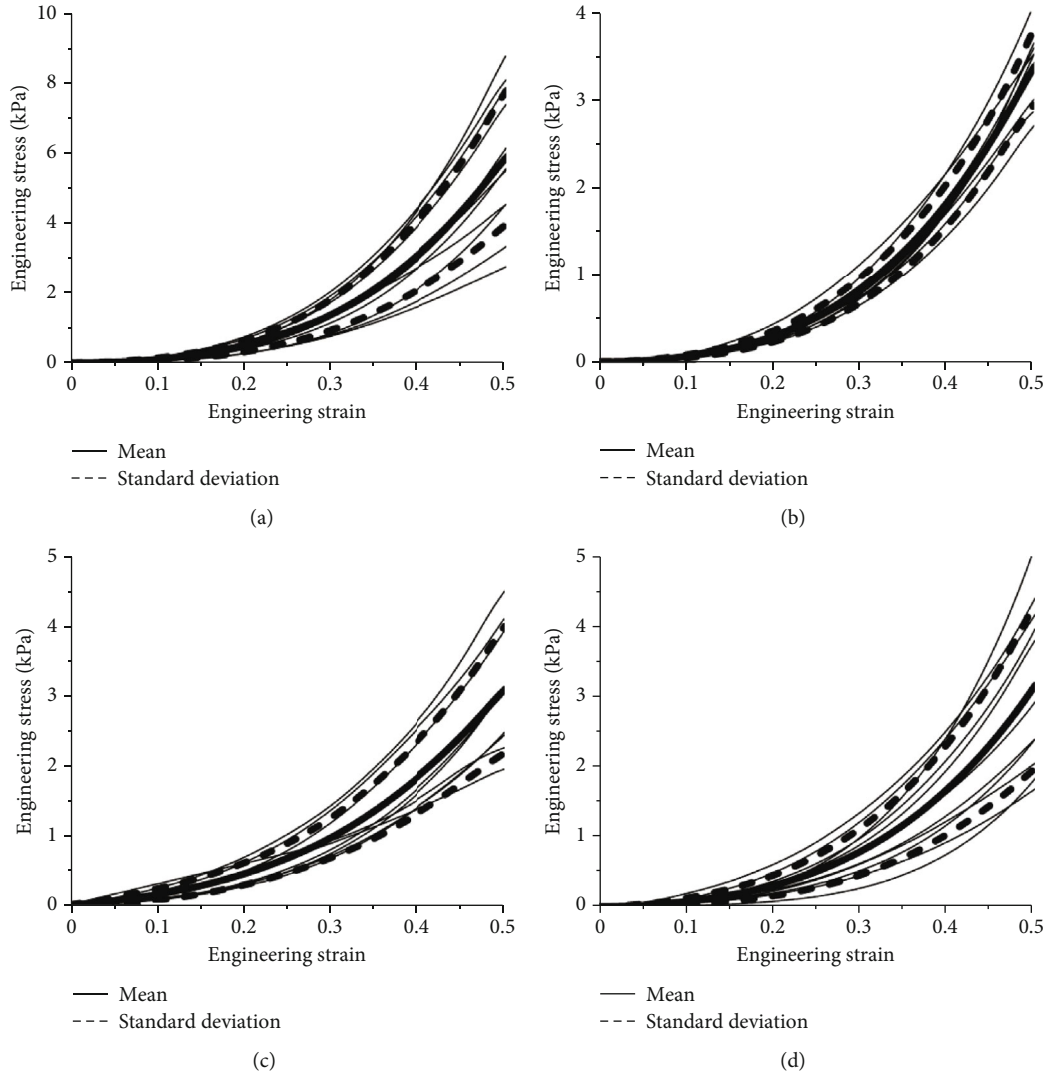 10
8
6
4
2
0
Engineering stress (kPa)
0
0.1
0.2
0.3
0.4
0.5
Engineering strain
Mean
Standard deviation
(a)
4
3
2
1
0
Engineering stress (kPa)
0
0.1
0.2
0.3
0.4
0.5
Engineering strain
Mean
Standard deviation
(b)
5
4
3
2
1
0
Engineering stress (kPa)
0
0.1
0.2
0.3
0.4
0.5
Engineering strain
Mean
Standard deviation
(c)
5
4
3
2
1
0
Engineering stress (kPa)
0
0.1
0.2
0.3
0.4
0.5
Engineering strain
Mean
Standard deviation
(d)